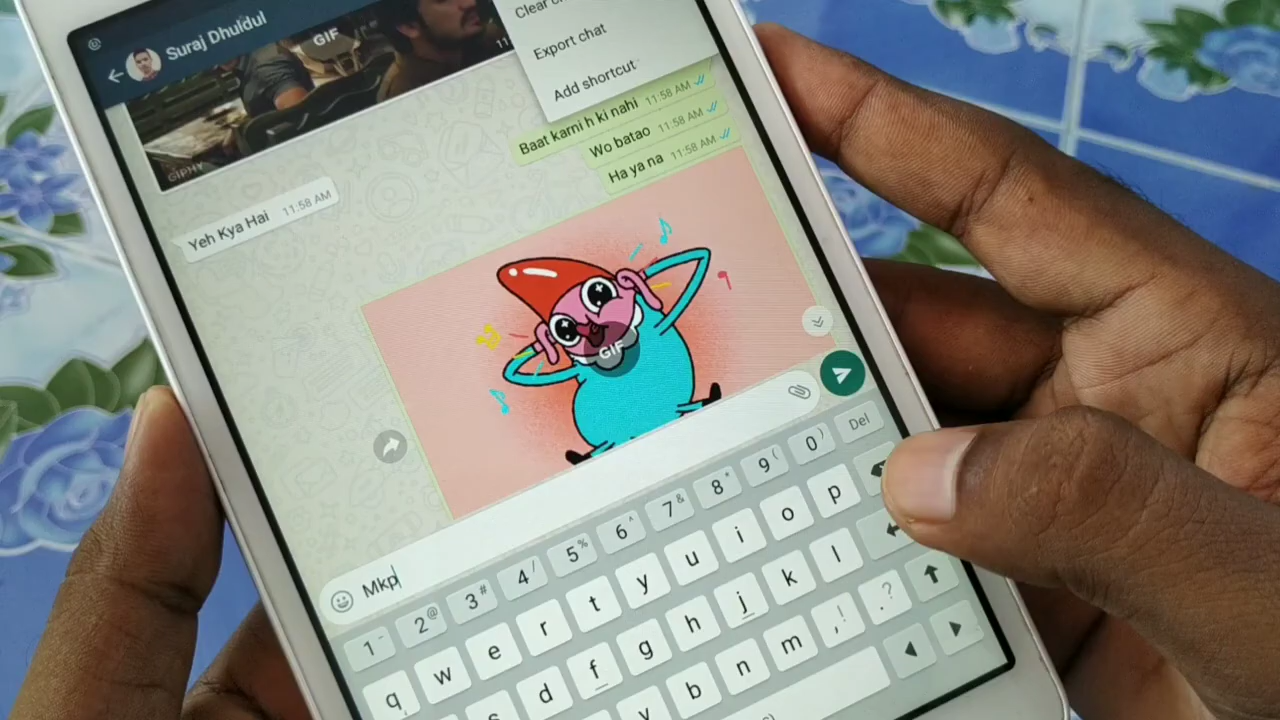 Suraj Dhuldul
GIF
GIPHY
Export chat
Add shortcut
Baat karni h ki nahi 11:58 AM
Wo batao 11:58 AM
Ha ya na 11:58 AM
Yeh Kya Hai 11:58 AM
GIF
Mkp
1 2 @ 3 # 4 / 5 % 6 ^ 7 & 8 * 9 ( 0 ) Del
q w e r t y u i o p
s d f g h j k l
v b n m , ! . ?